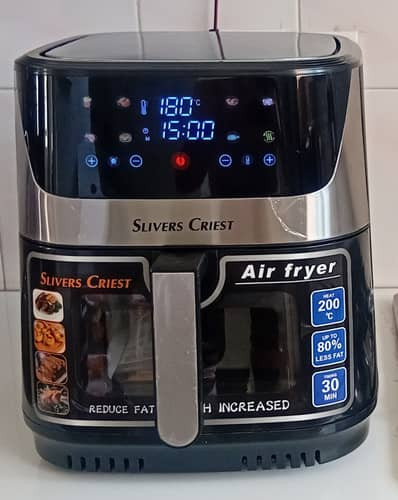 180°C
15:00
M
SLIVERS CRIEST
SLIVERS CRIEST
Air fryer
HEAT
200
°C
UP TO
80%
LESS FAT
30
MIN
REDUCE FAT H INCREASED